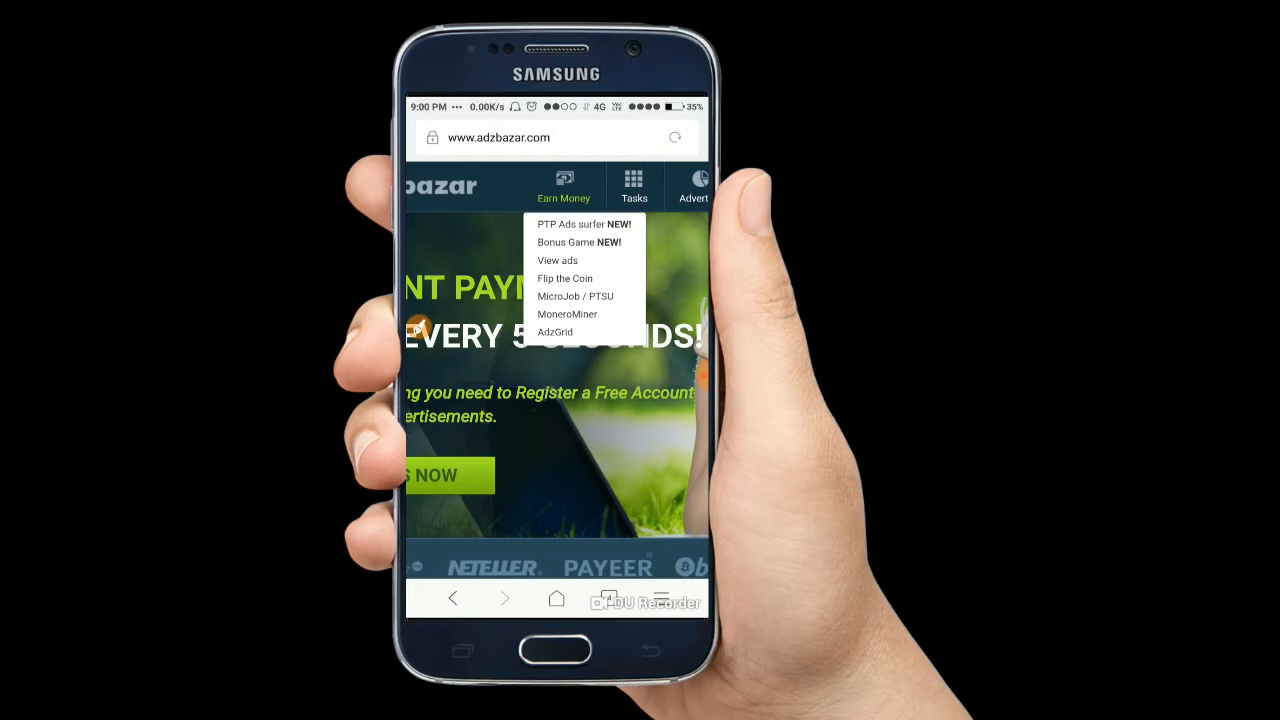 SAMSUNG
9:00 PM ... 0.00K/s 4G 35%
www.adzbazar.com
bazar
Earn Money
Tasks
Advert
PTP Ads surfer NEW!
Bonus Game NEW!
View ads
Flip the Coin
MicroJob / PTSU
MoneroMiner
AdzGrid
NT PAYM
EVERY 5 SECONDS!
ng you need to Register a Free Account
ertisements.
S NOW
NETELLER PAYEER b
DU Recorder